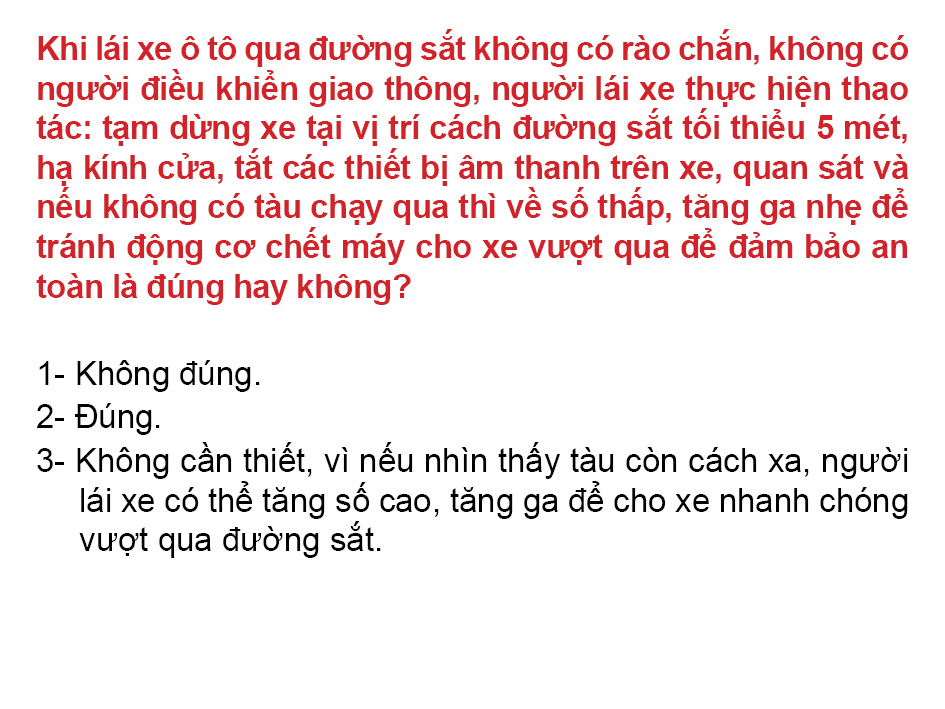 Khi lái xe ô tô qua đường sắt không có rào chắn, không có
người điều khiển giao thông, người lái xe thực hiện thao
tác: tạm dừng xe tại vị trí cách đường sắt tối thiểu 5 mét,
hạ kính cửa, tắt các thiết bị âm thanh trên xe, quan sát và
nếu không có tàu chạy qua thì về số thấp, tăng ga nhẹ để
tránh động cơ chết máy cho xe vượt qua để đảm bảo an
toàn là đúng hay không?
1- Không đúng.
2- Đúng.
3- Không cần thiết, vì nếu nhìn thấy tàu còn cách xa, người
lái xe có thể tăng số cao, tăng ga để cho xe nhanh chóng
vượt qua đường sắt.